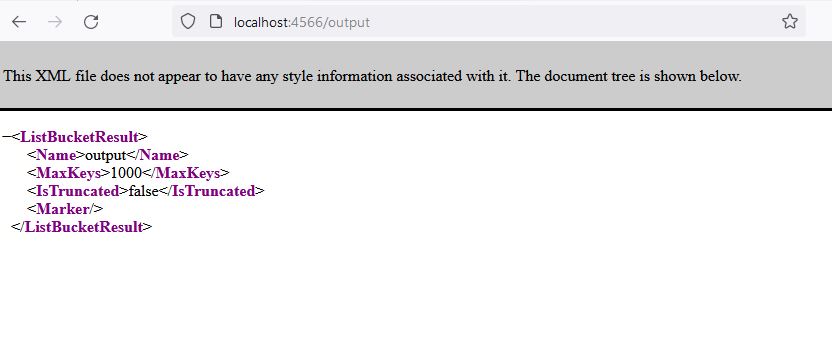 localhost:4566/output
This XML file does not appear to have any style information associated with it. The document tree is shown below.
−<ListBucketResult>
<Name>output</Name>
<MaxKeys>1000</MaxKeys>
<IsTruncated>false</IsTruncated>
<Marker/>
</ListBucketResult>